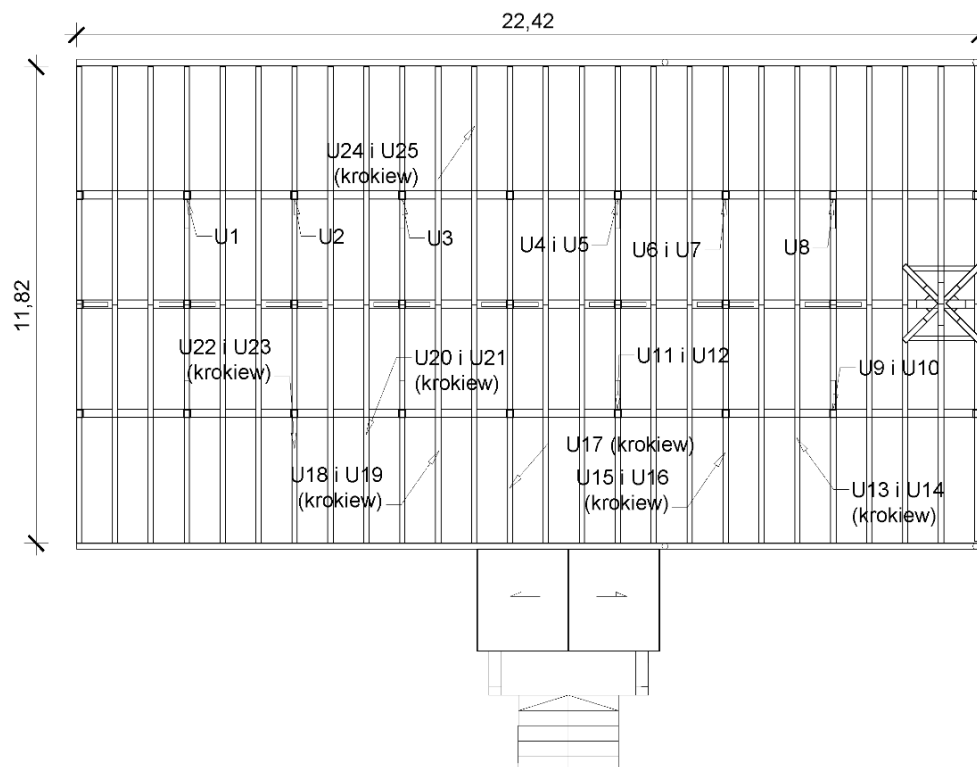 22,42
11,82
U24 i U25
(krokiew)
U1
U2
U3
U4 i U5
U6 i U7
U8
U22 i U23
(krokiew)
U20 i U21
(krokiew)
U11 i U12
U9 i U10
U18 i U19
(krokiew)
U17 (krokiew)
U15 i U16
(krokiew)
U13 i U14
(krokiew)